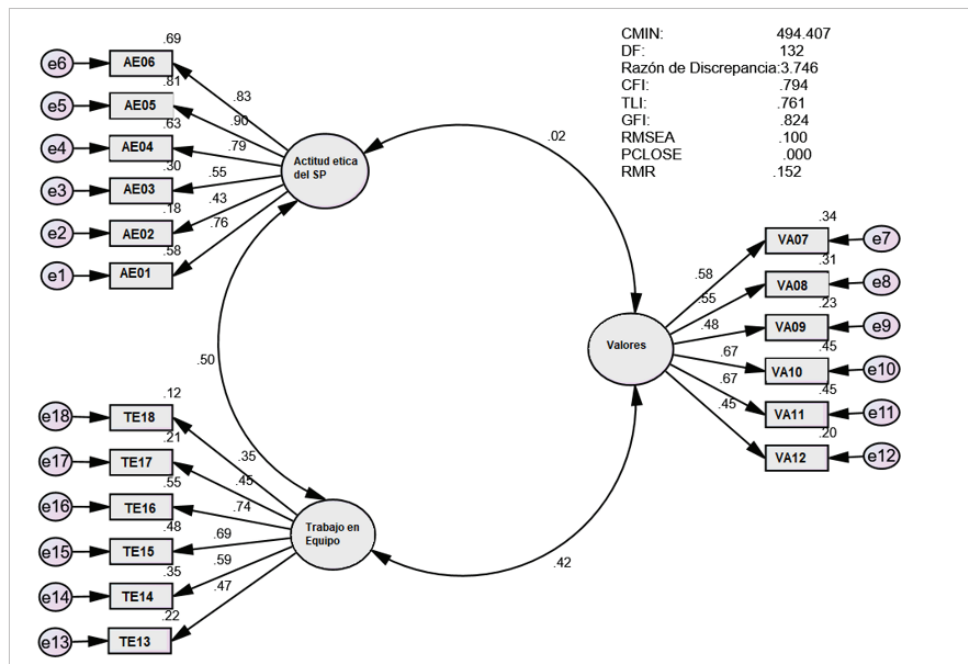 CMIN: 494.407
DF: 132
Razón de Discrepancia:3.746
CFI: .794
TLI: .761
GFI: .824
RMSEA .100
PCLOSE .000
RMR .152
.69
e6 AE06
.83
.81
e5 AE05
.90
.63
e4 AE04
.79
.30
e3 AE03
.55
.18
e2 AE02
.43
.58
e1 AE01
.76
Actitud etica
del SP
.02
.50
.34
VA07 e7
.58
.31
VA08 e8
.55
.23
VA09 e9
.48
.45
VA10 e10
.67
.45
VA11 e11
.67
.20
VA12 e12
.45
Valores
.12
e18 TE18
.35
.21
e17 TE17
.45
.55
e16 TE16
.74
.48
e15 TE15
.69
.35
e14 TE14
.59
.22
e13 TE13
.47
Trabajo en
Equipo
.42